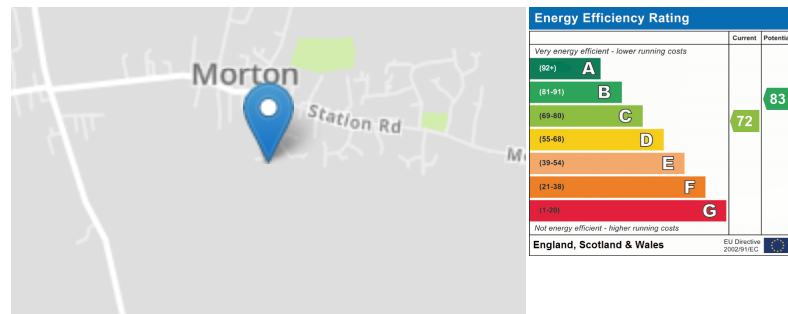 Morton
Station Rd
Energy Efficiency Rating
Current
Very energy efficient - lower running costs
(92+) A
(81-91) B
83
(69-80) C
72
(55-68) D
(39-54) E
(21-38) F
(1-20) G
Not energy efficient - higher running costs
England, Scotland & Wales
EU Directive
2002/91/EC